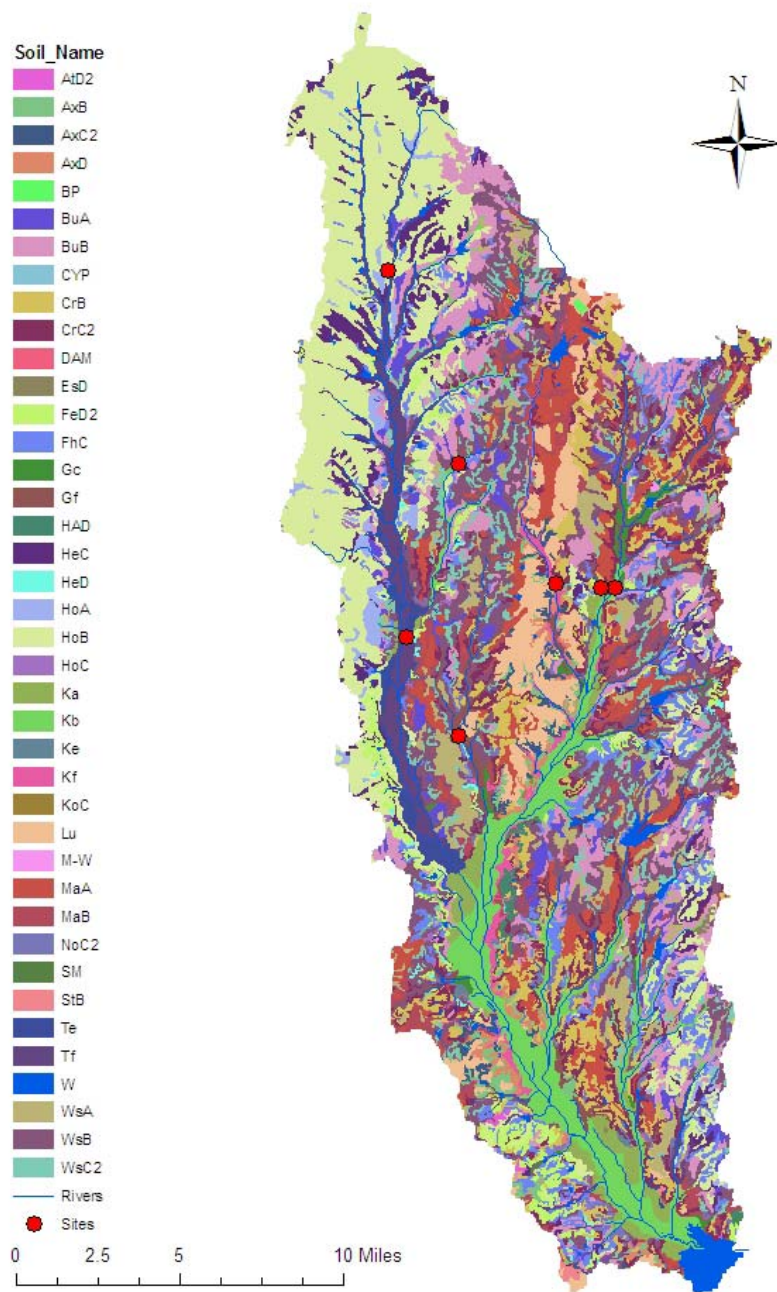 Soil_Name
AtD2
AxB
AxC2
AxD
BP
BuA
BuB
CYP
CrB
CrC2
DAM
EsD
FeD2
FhC
Gc
Gf
HAD
HeC
HeD
HoA
HoB
HoC
Ka
Kb
Ke
Kf
KoC
Lu
M-W
MaA
MaB
NoC2
SM
StB
Te
Tf
W
WsA
WsB
WsC2
Rivers
Sites
0 2.5 5 10 Miles
N